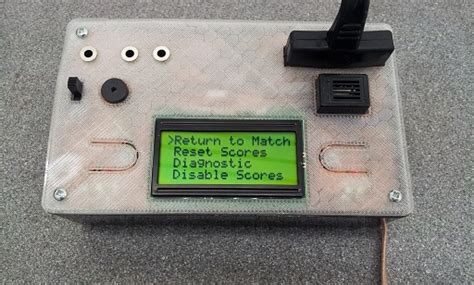 >Return to Match
Reset Scores
Diagnostic
Disable Scores